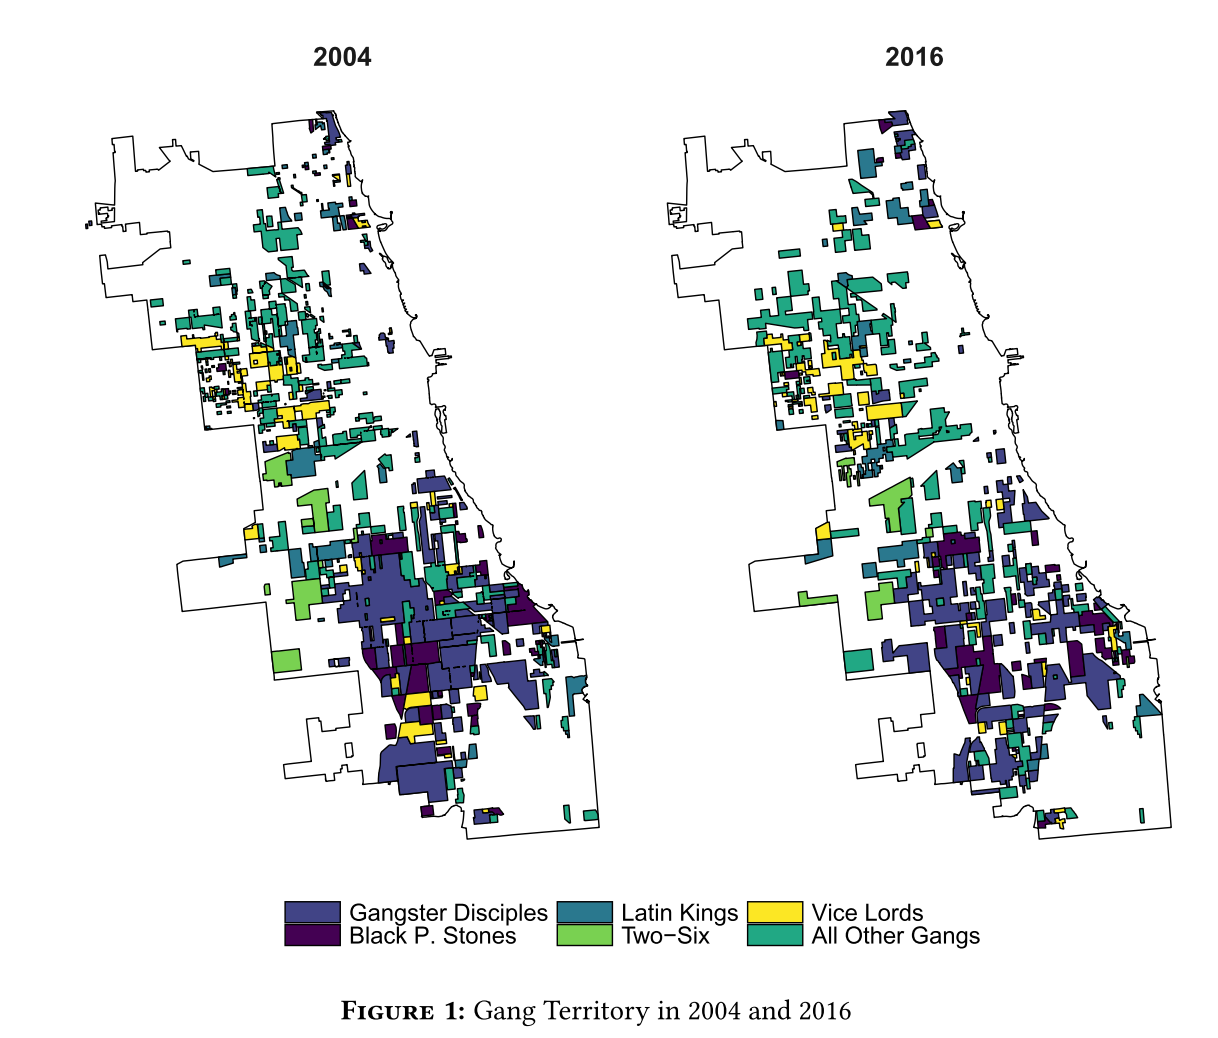 2004
2016
Gangster Disciples
Latin Kings
Vice Lords
Black P. Stones
Two−Six
All Other Gangs
Figure 1: Gang Territory in 2004 and 2016